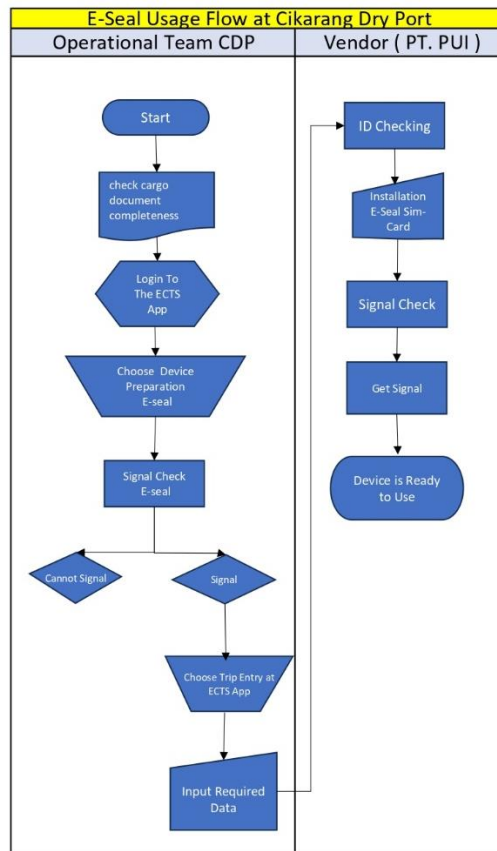 E-Seal Usage Flow at Cikarang Dry Port
Operational Team CDP
Vendor ( PT. PUI )
Start
check cargo
document
completeness
Login To
The ECTS
App
Choose Device
Preparation
E-seal
Signal Check
E-seal
Cannot Signal
Signal
Choose Trip Entry at
ECTS App
Input Required
Data
ID Checking
Installation
E-Seal Sim-
Card
Signal Check
Get Signal
Device is Ready
to Use